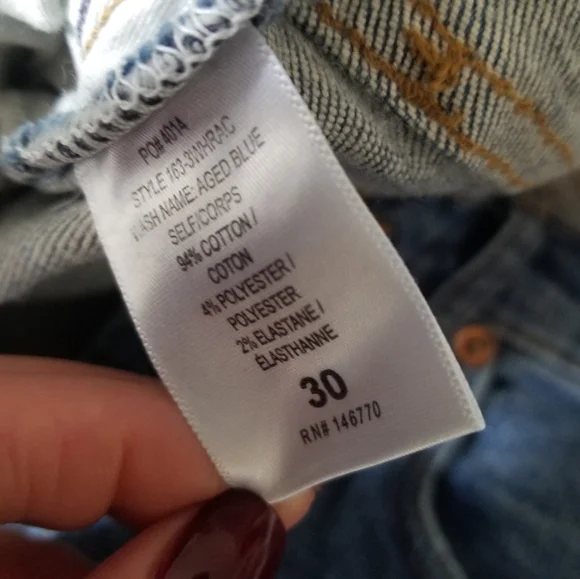 PO# 4014
STYLE 163-3WHRAC
WASH NAME: AGED BLUE
SELF/CORPS
94% COTTON /
COTON
4% POLYESTER /
POLYESTER
2% ELASTANE /
ÉLASTHANNE
30
RN# 146770